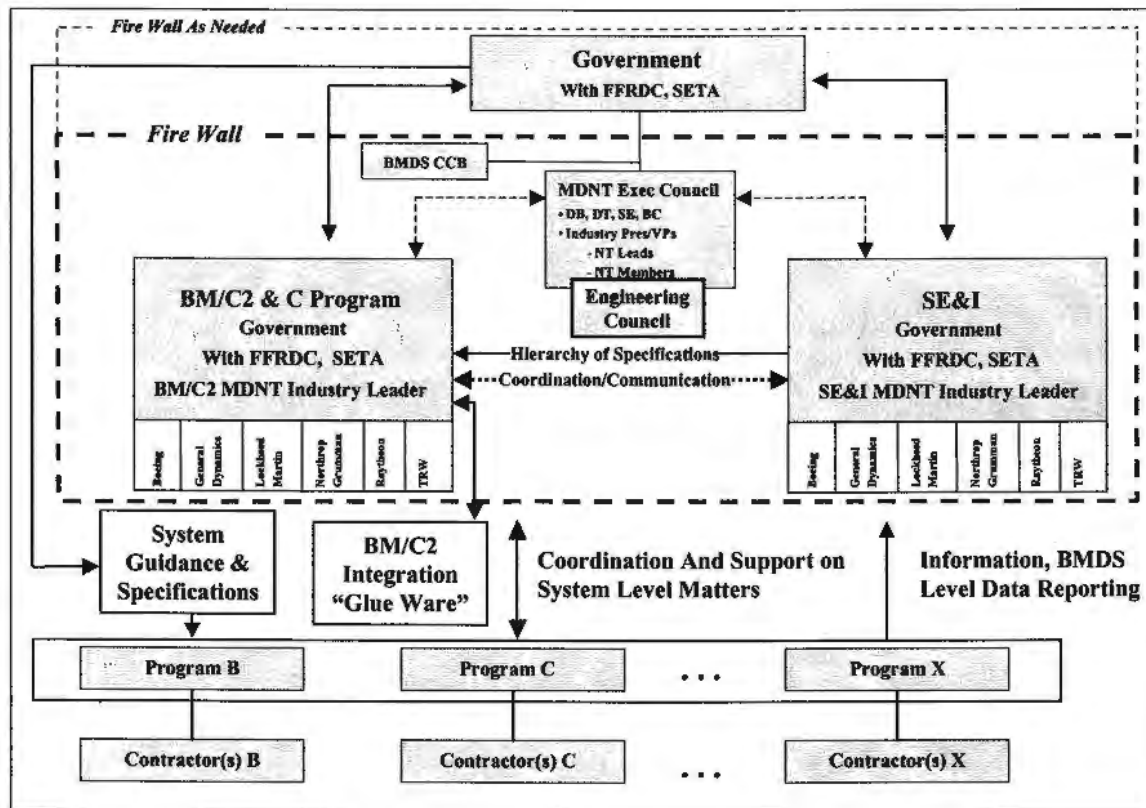 Fire Wall As Needed
Government
With FFRDC, SETA
Fire Wall
BMDS CCB
MDNT Exec Council
• DB, DT, SE, BC
• Industry Pres/VPs
- NT Leads
- NT Members
Engineering
Council
BM/C2 & C Program
Government
With FFRDC, SETA
BM/C2 MDNT Industry Leader
SE&I
Government
With FFRDC, SETA
SE&I MDNT Industry Leader
Hierarchy of Specifications
Coordination/Communication
Boeing
General
Dynamics
Lockheed
Martin
Northrop
Grumman
Raytheon
TRW
Boeing
General
Dynamics
Lockheed
Martin
Northrop
Grumman
Raytheon
TRW
System
Guidance &
Specifications
BM/C2
Integration
“Glue Ware”
Coordination And Support on
System Level Matters
Information, BMDS
Level Data Reporting
Program B
Program C
. . .
Program X
Contractor(s) B
Contractor(s) C
. . .
Contractor(s) X